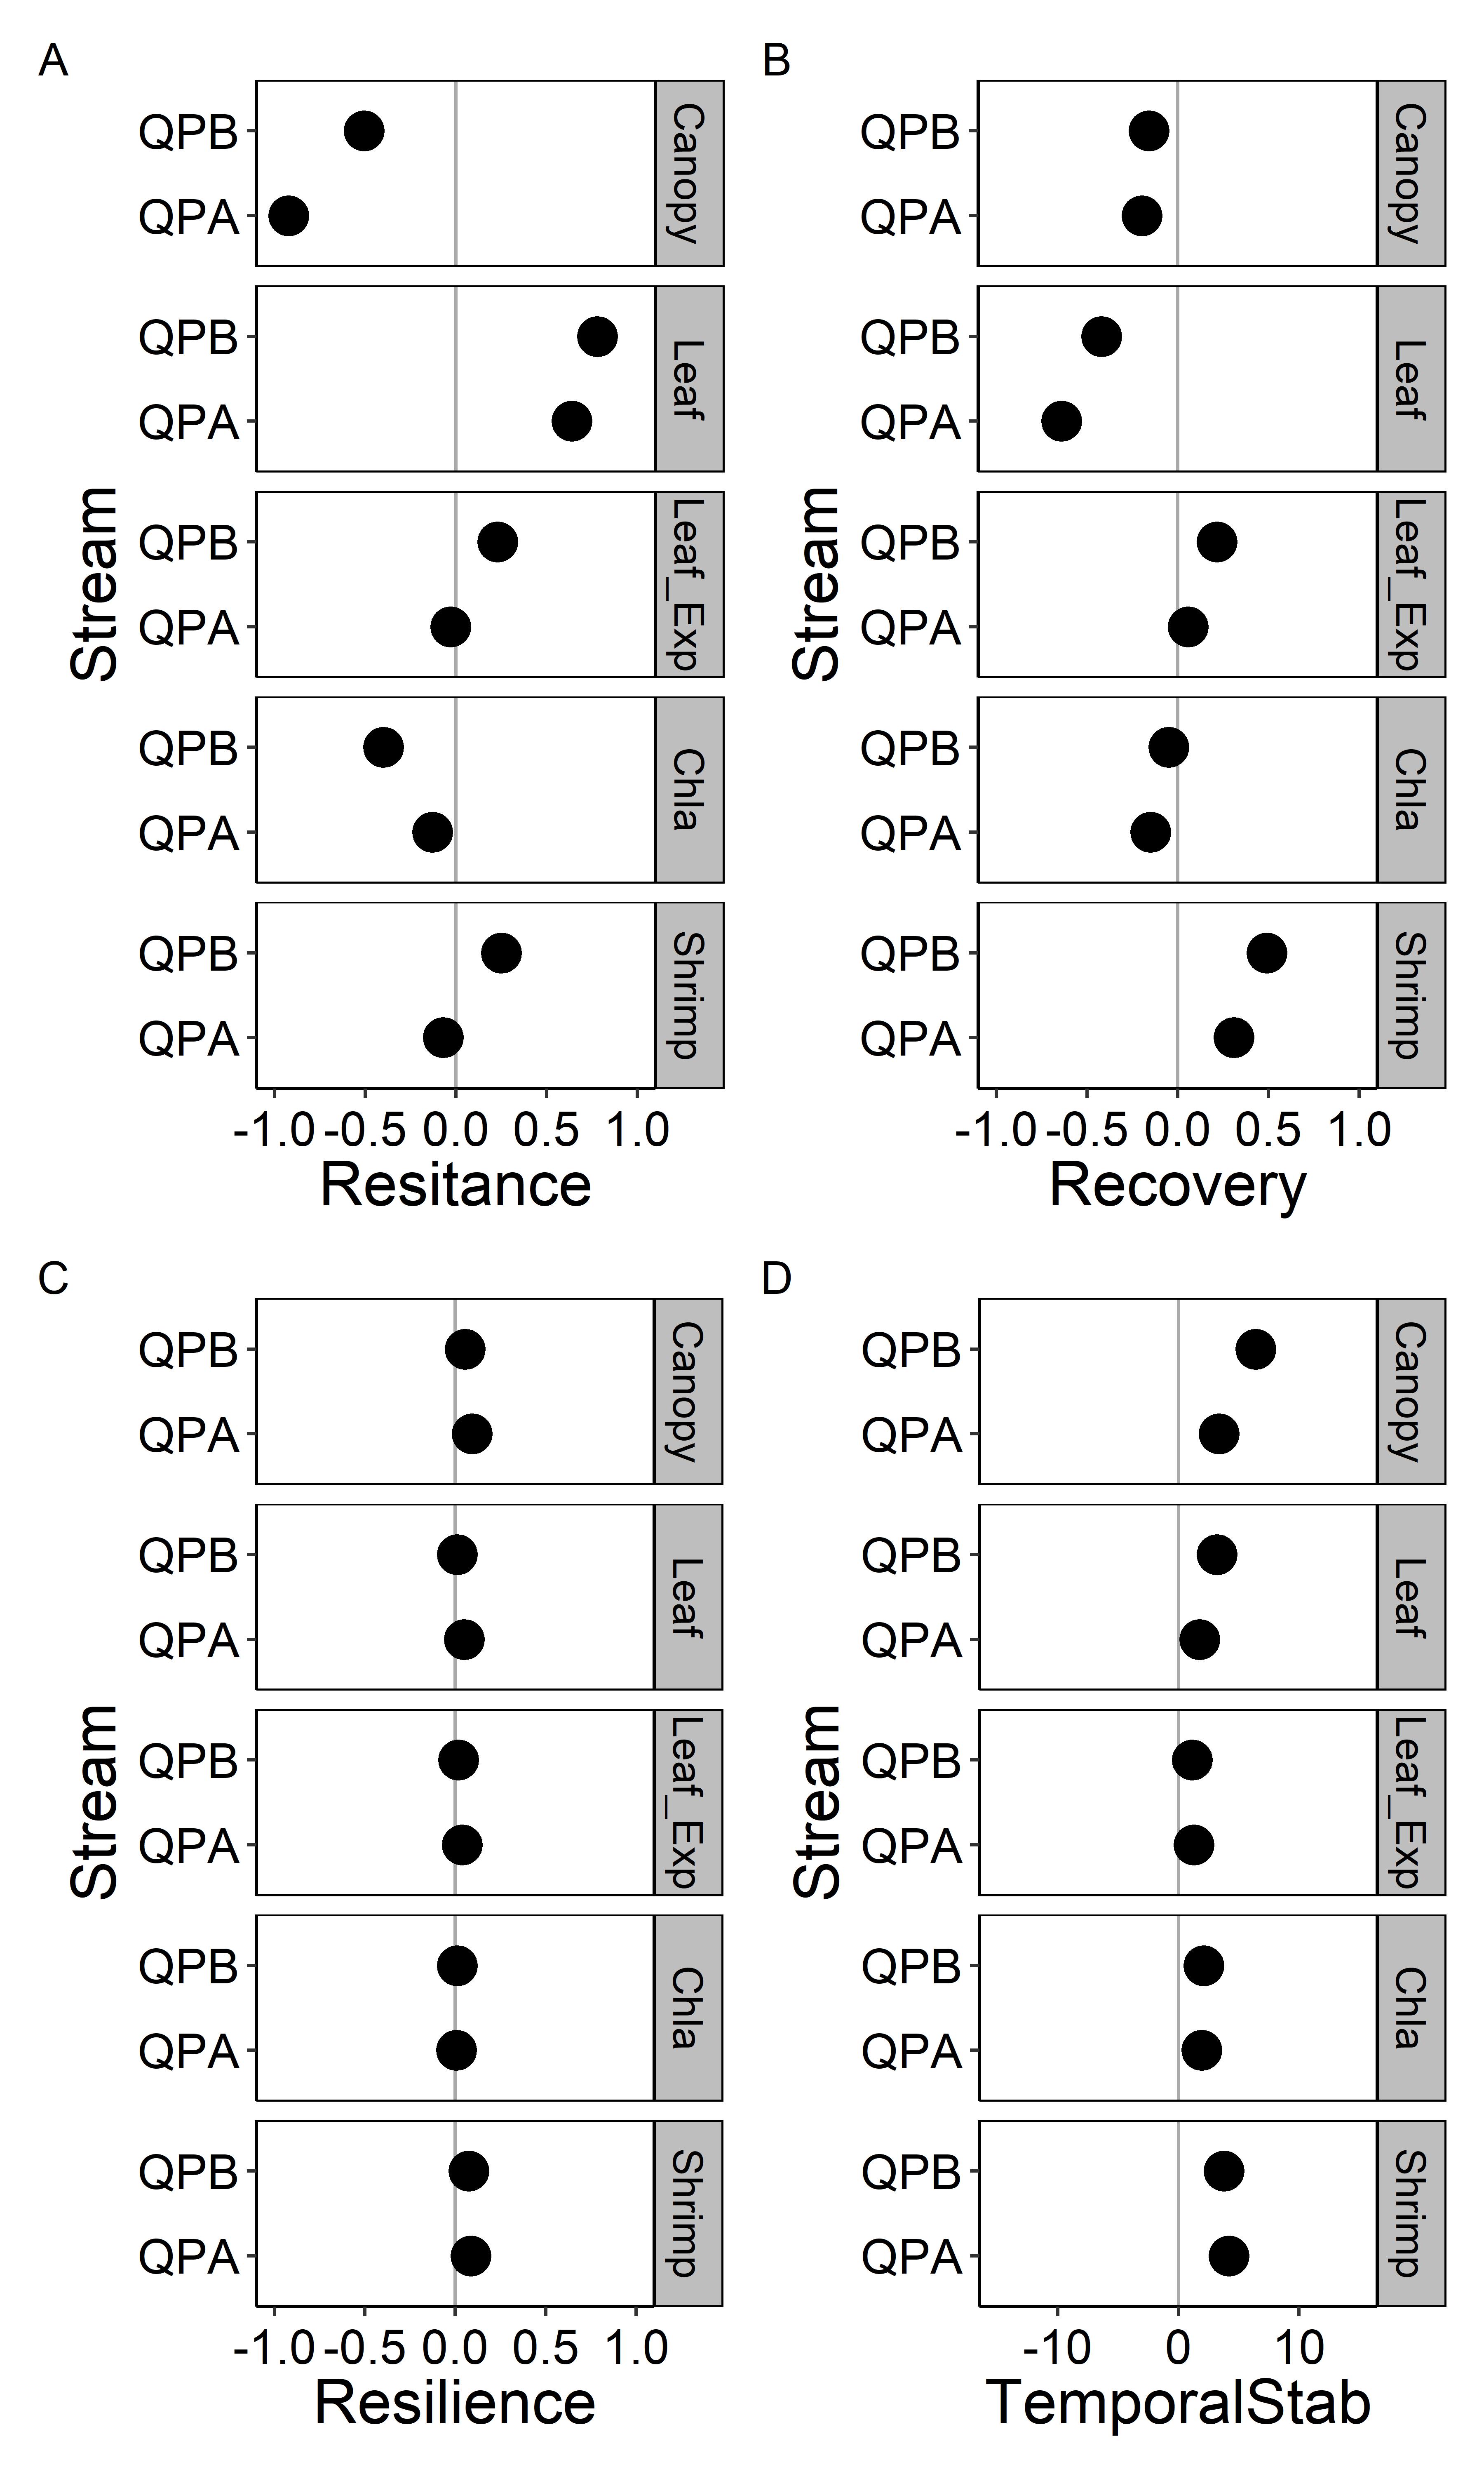 A
QPB
QPA
Canopy
QPB
QPA
Leaf
QPB
QPA
Leaf_Exp
QPB
QPA
Chla
QPB
QPA
Shrimp
Stream
-1.0 -0.5 0.0 0.5 1.0
Resitance
B
QPB
QPA
Canopy
QPB
QPA
Leaf
QPB
QPA
Leaf_Exp
QPB
QPA
Chla
QPB
QPA
Shrimp
Stream
-1.0 -0.5 0.0 0.5 1.0
Recovery
C
QPB
QPA
Canopy
QPB
QPA
Leaf
QPB
QPA
Leaf_Exp
QPB
QPA
Chla
QPB
QPA
Shrimp
Stream
-1.0 -0.5 0.0 0.5 1.0
Resilience
D
QPB
QPA
Canopy
QPB
QPA
Leaf
QPB
QPA
Leaf_Exp
QPB
QPA
Chla
QPB
QPA
Shrimp
Stream
-10 0 10
TemporalStab